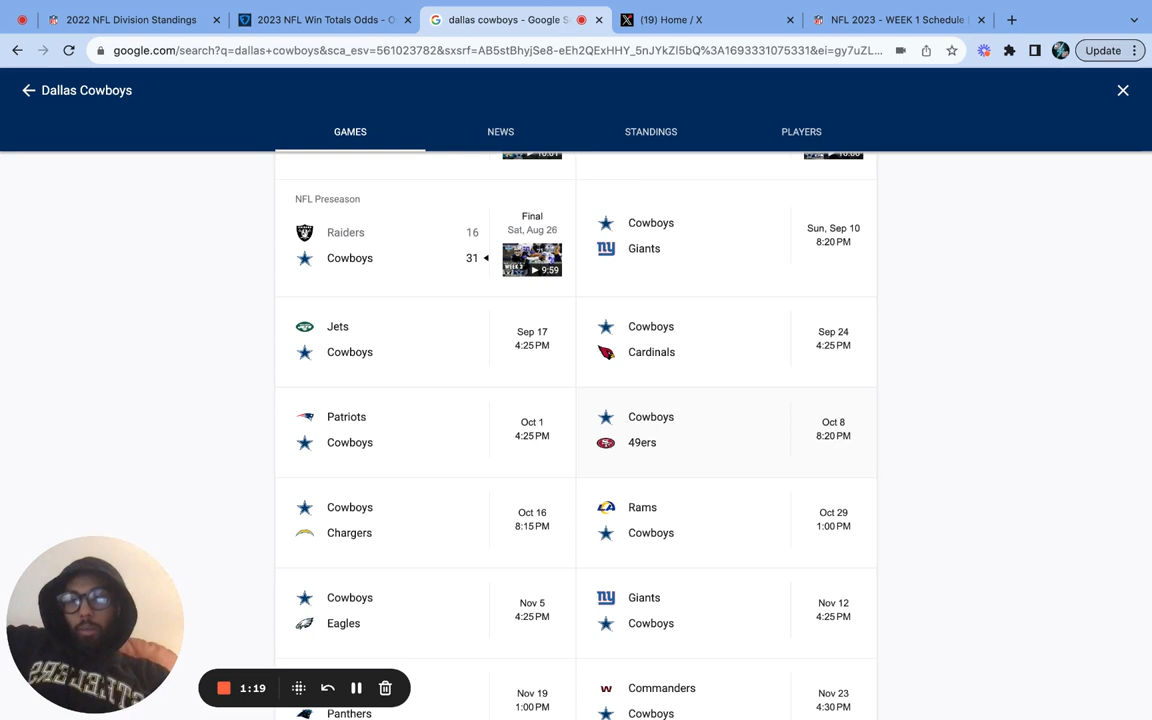 2022 NFL Division Standings
2023 NFL Win Totals Odds - O
dallas cowboys - Google S
(19) Home / X
NFL 2023 - WEEK 1 Schedule
google.com/search?q=dallas+cowboys&sca_esv=561023782&sxsrf=AB5stBhyjSe8-eEh2QExHHY_5nJYkZl5bQ%3A1693331075331&ei=gy7uZL...
Update
Dallas Cowboys
GAMES
NEWS
STANDINGS
PLAYERS
NFL Preseason
Raiders 16
Cowboys 31
Final
Sat, Aug 26
WEEK 3
9:59
Cowboys
Giants
Sun, Sep 10
8:20 PM
Jets
Cowboys
Sep 17
4:25 PM
Cowboys
Cardinals
Sep 24
4:25 PM
Patriots
Cowboys
Oct 1
4:25 PM
Cowboys
49ers
Oct 8
8:20 PM
Cowboys
Chargers
Oct 16
8:15 PM
Rams
Cowboys
Oct 29
1:00 PM
Cowboys
Eagles
Nov 5
4:25 PM
Giants
Cowboys
Nov 12
4:25 PM
Panthers
Nov 19
1:00 PM
Commanders
Cowboys
Nov 23
4:30 PM
STEELERS
1:19